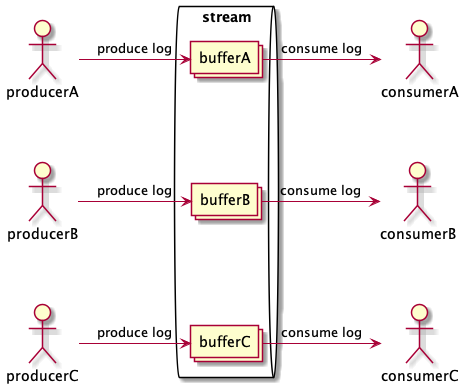 stream
produce log
bufferA
consume log
producerA
consumerA
produce log
bufferB
consume log
producerB
consumerB
produce log
bufferC
consume log
producerC
consumerC